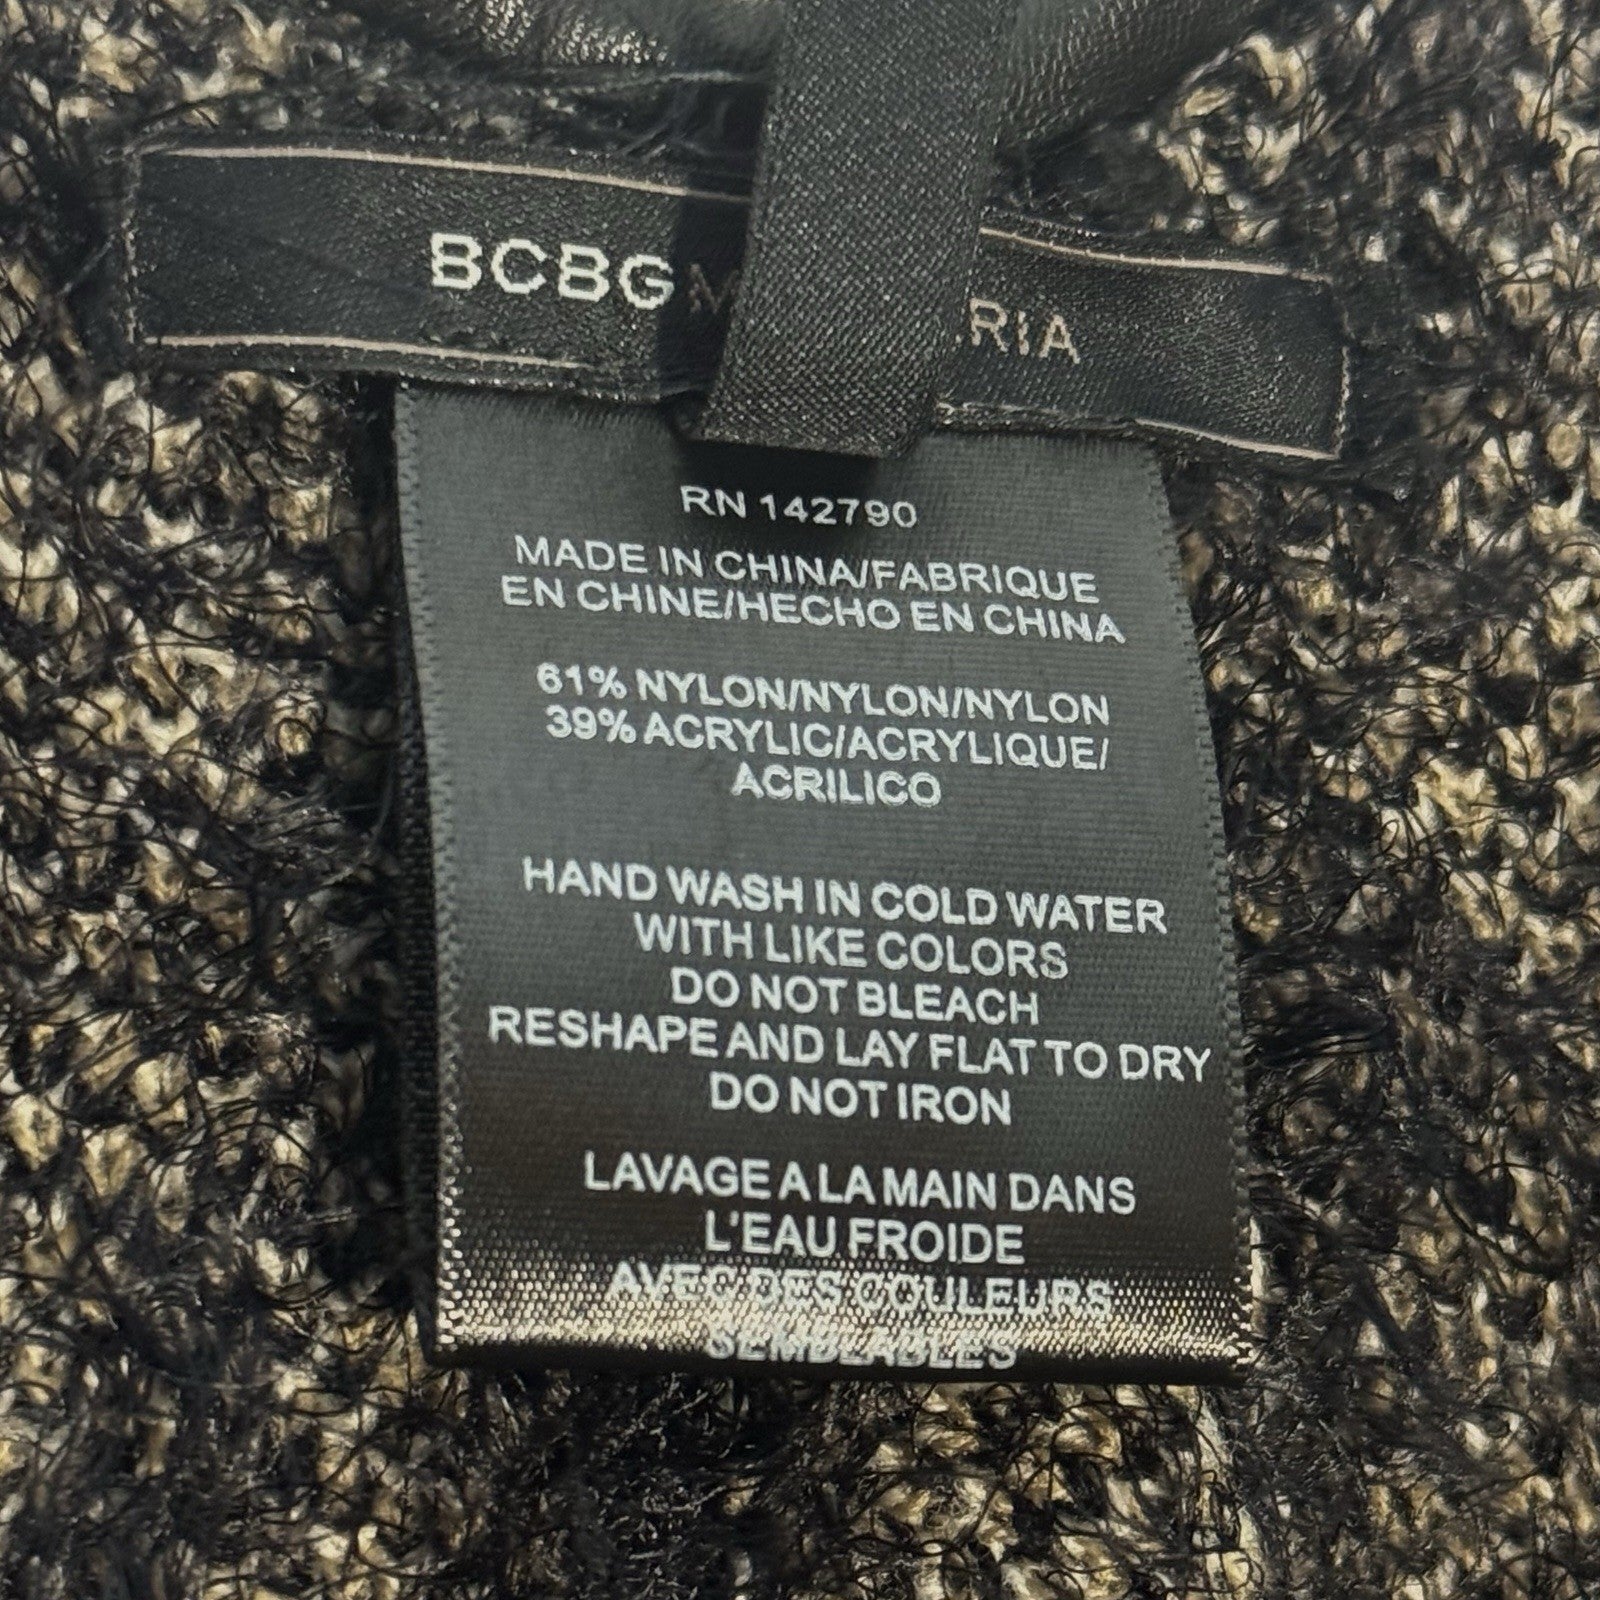 BCBGM RIA
RN 142790
MADE IN CHINA/FABRIQUE
EN CHINE/HECHO EN CHINA
61% NYLON/NYLON/NYLON
39% ACRYLIC/ACRYLIQUE/
ACRILICO
HAND WASH IN COLD WATER
WITH LIKE COLORS
DO NOT BLEACH
RESHAPE AND LAY FLAT TO DRY
DO NOT IRON
LAVAGE A LA MAIN DANS
L'EAU FROIDE
AVEC DES COULEURS
SEMBLABLES